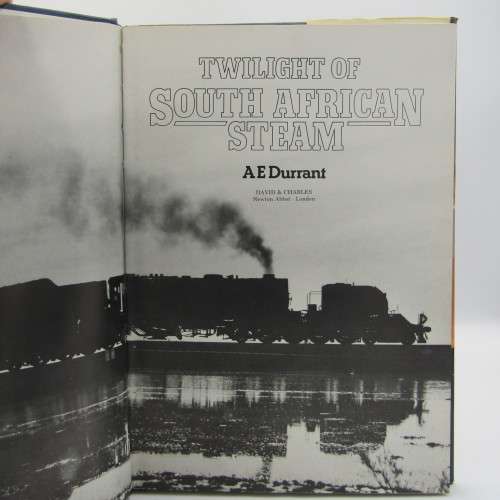 TWILIGHT OF
SOUTH AFRICAN
STEAM
A E Durrant
DAVID & CHARLES
Newton Abbot · London